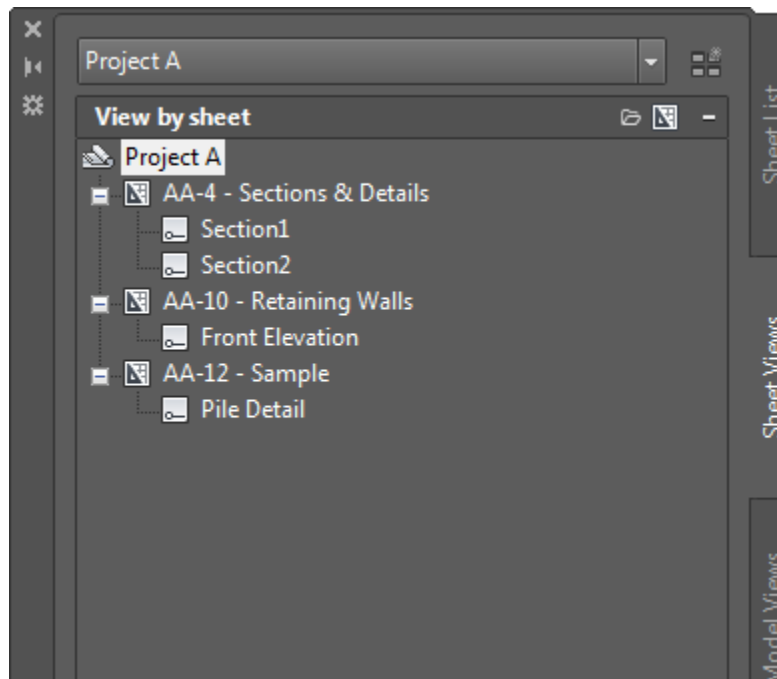 Project A
View by sheet
Project A
AA-4 - Sections & Details
Section1
Section2
AA-10 - Retaining Walls
Front Elevation
AA-12 - Sample
Pile Detail
Sheet List
Sheet Views
Model Views